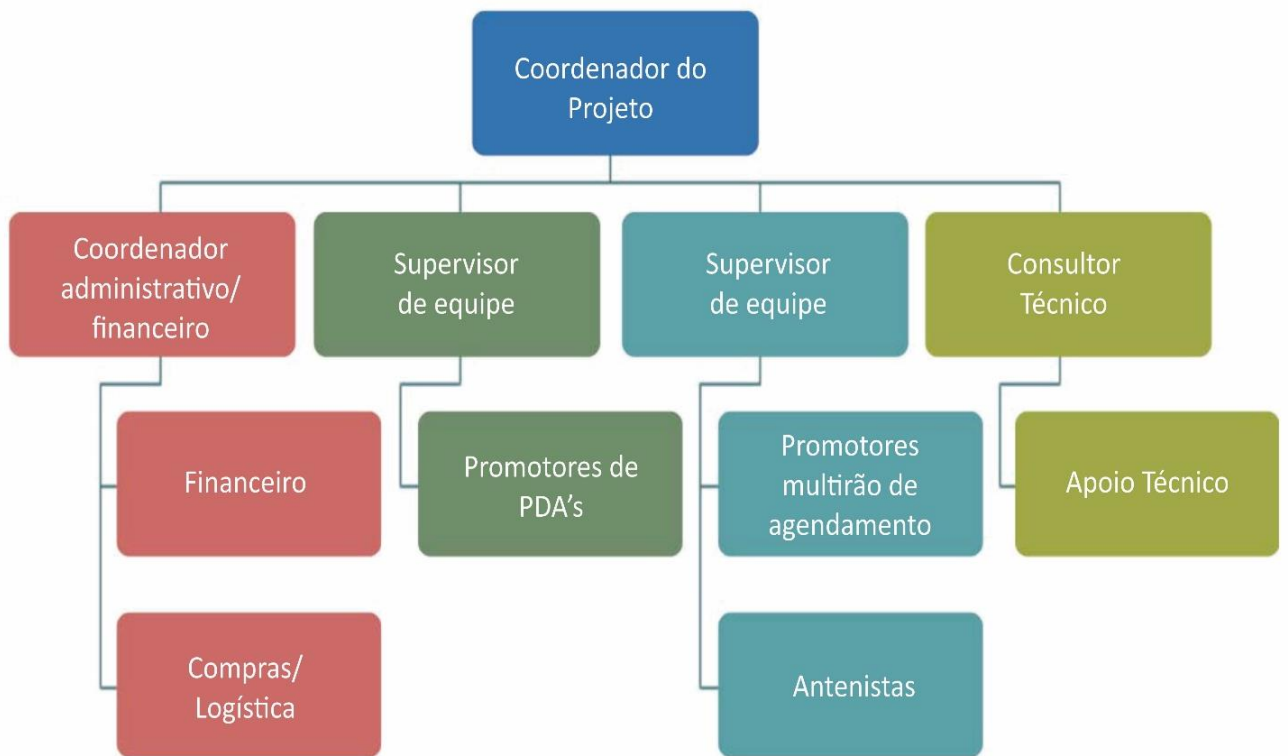 Coordenador do
Projeto
Coordenador
administrativo/
financeiro
Supervisor
de equipe
Supervisor
de equipe
Consultor
Técnico
Financeiro
Promotores de
PDA's
Promotores
multirão de
agendamento
Apoio Técnico
Compras/
Logística
Antenistas